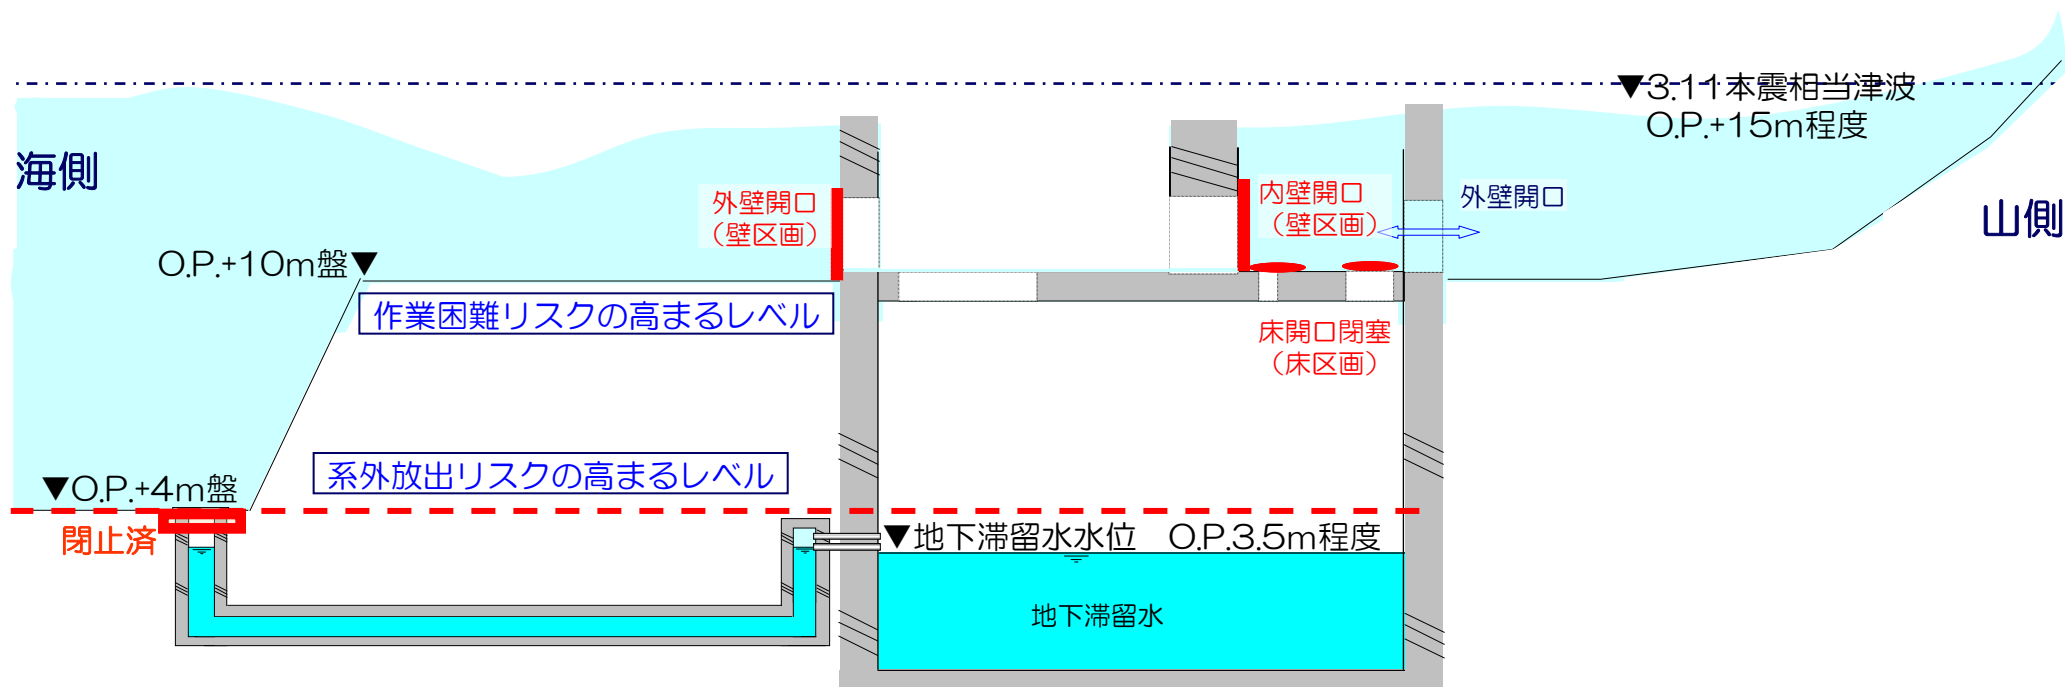 ▼3.11本震相当津波
O.P.+15m程度
海側
外壁開口
（壁区画）
内壁開口
（壁区画）
外壁開口
山側
O.P.+10m盤▼
作業困難リスクの高まるレベル
床開口閉塞
（床区画）
系外放出リスクの高まるレベル
▼O.P.+4m盤
閉止済
▼地下滞留水水位　O.P.3.5m程度
地下滞留水